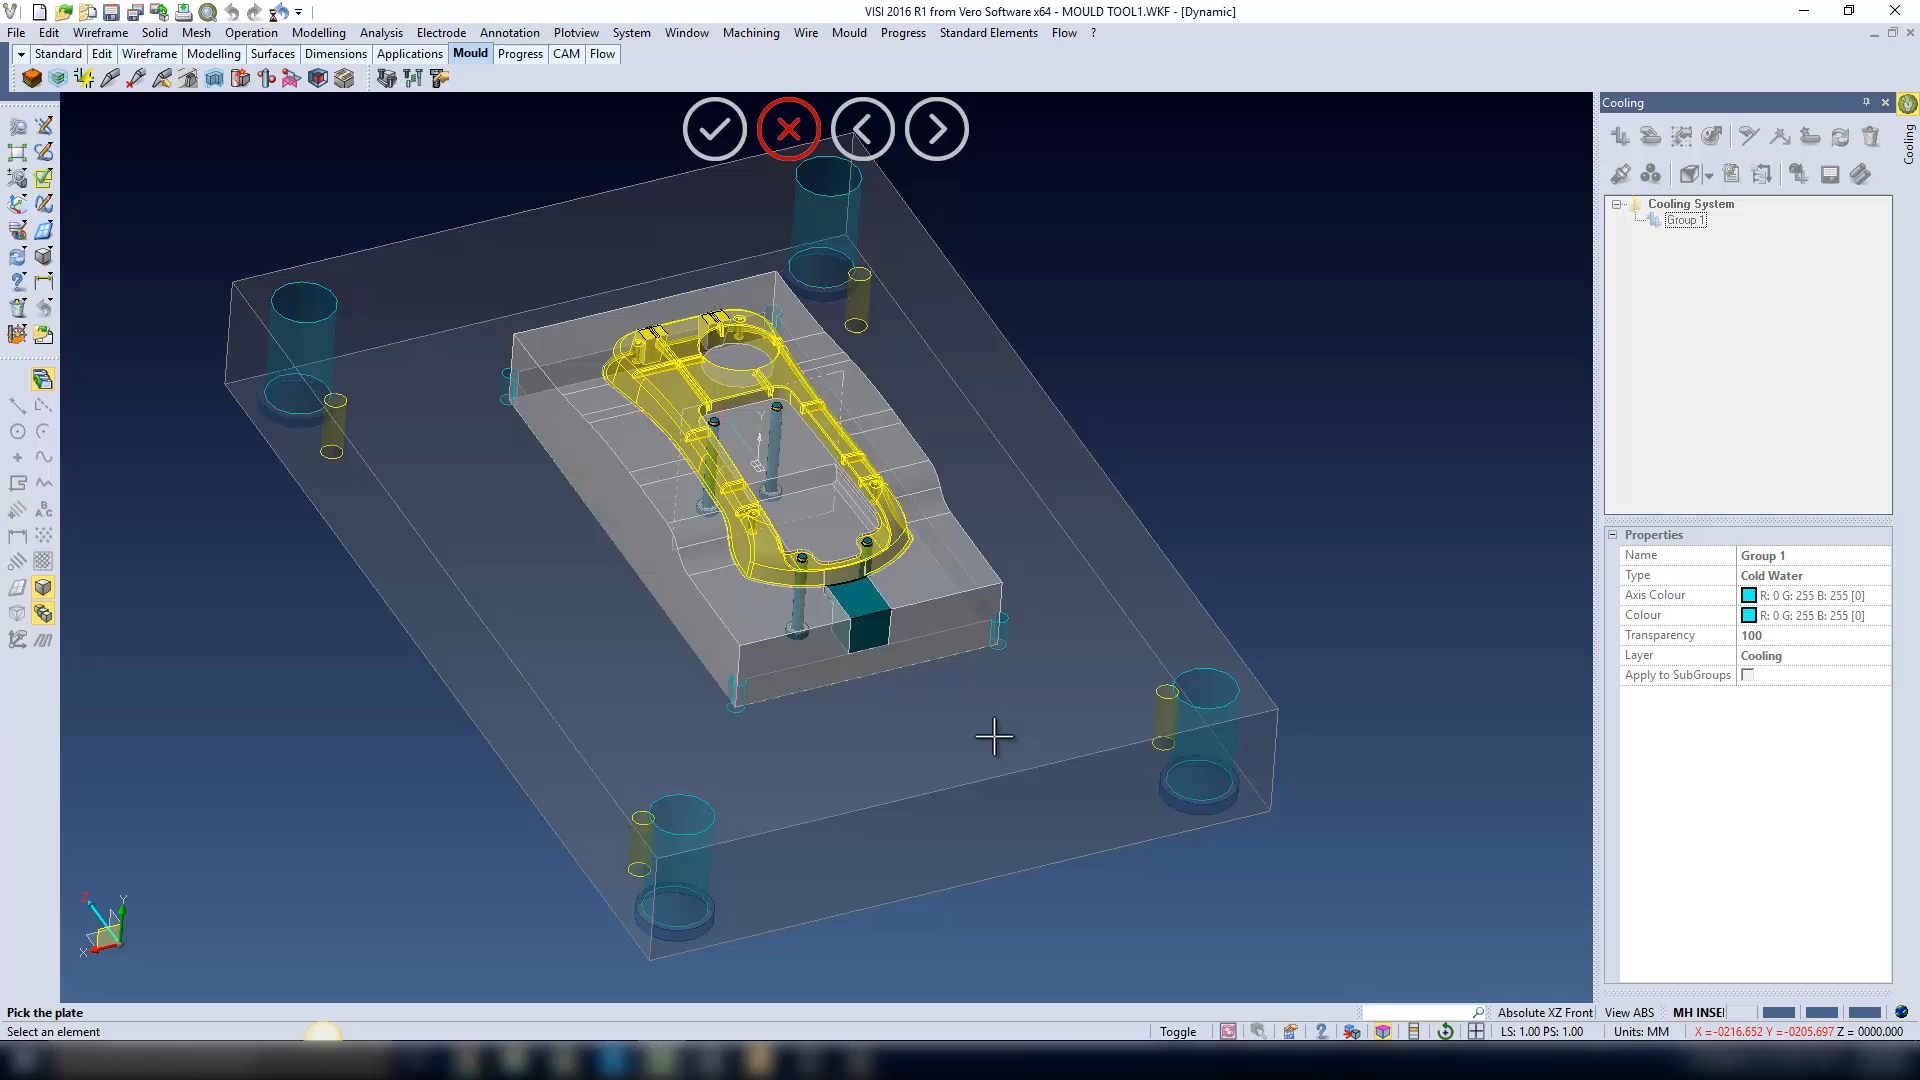 VISI 2016 R1 from Vero Software x64 - MOULD TOOL1.WKF - [Dynamic]
File Edit Wireframe Solid Mesh Operation Modelling Analysis Electrode Annotation Plotview System Window Machining Wire Mould Progress Standard Elements Flow ?
Standard Edit Wireframe Modelling Surfaces Dimensions Applications Mould Progress CAM Flow
Cooling
Cooling
Cooling System
Group 1
Properties
Name Group 1
Type Cold Water
Axis Colour R: 0 G: 255 B: 255 [0]
Colour R: 0 G: 255 B: 255 [0]
Transparency 100
Layer Cooling
Apply to SubGroups
Z Y X
Pick the plate
Absolute XZ Front View ABS MH INSEI
Select an element
Toggle LS: 1.00 PS: 1.00 Units: MM X =-0216.652 Y =-0205.697 Z = 0000.000